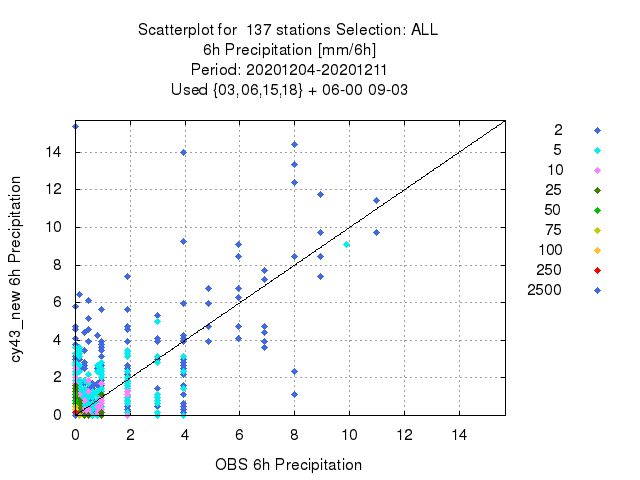 Scatterplot for 137 stations Selection: ALL
6h Precipitation [mm/6h]
Period: 20201204-20201211
Used {03,06,15,18} + 06-00 09-03
cy43_new 6h Precipitation
14
12
10
8
6
4
2
0
0 2 4 6 8 10 12 14
OBS 6h Precipitation
2
5
10
25
50
75
100
250
2500